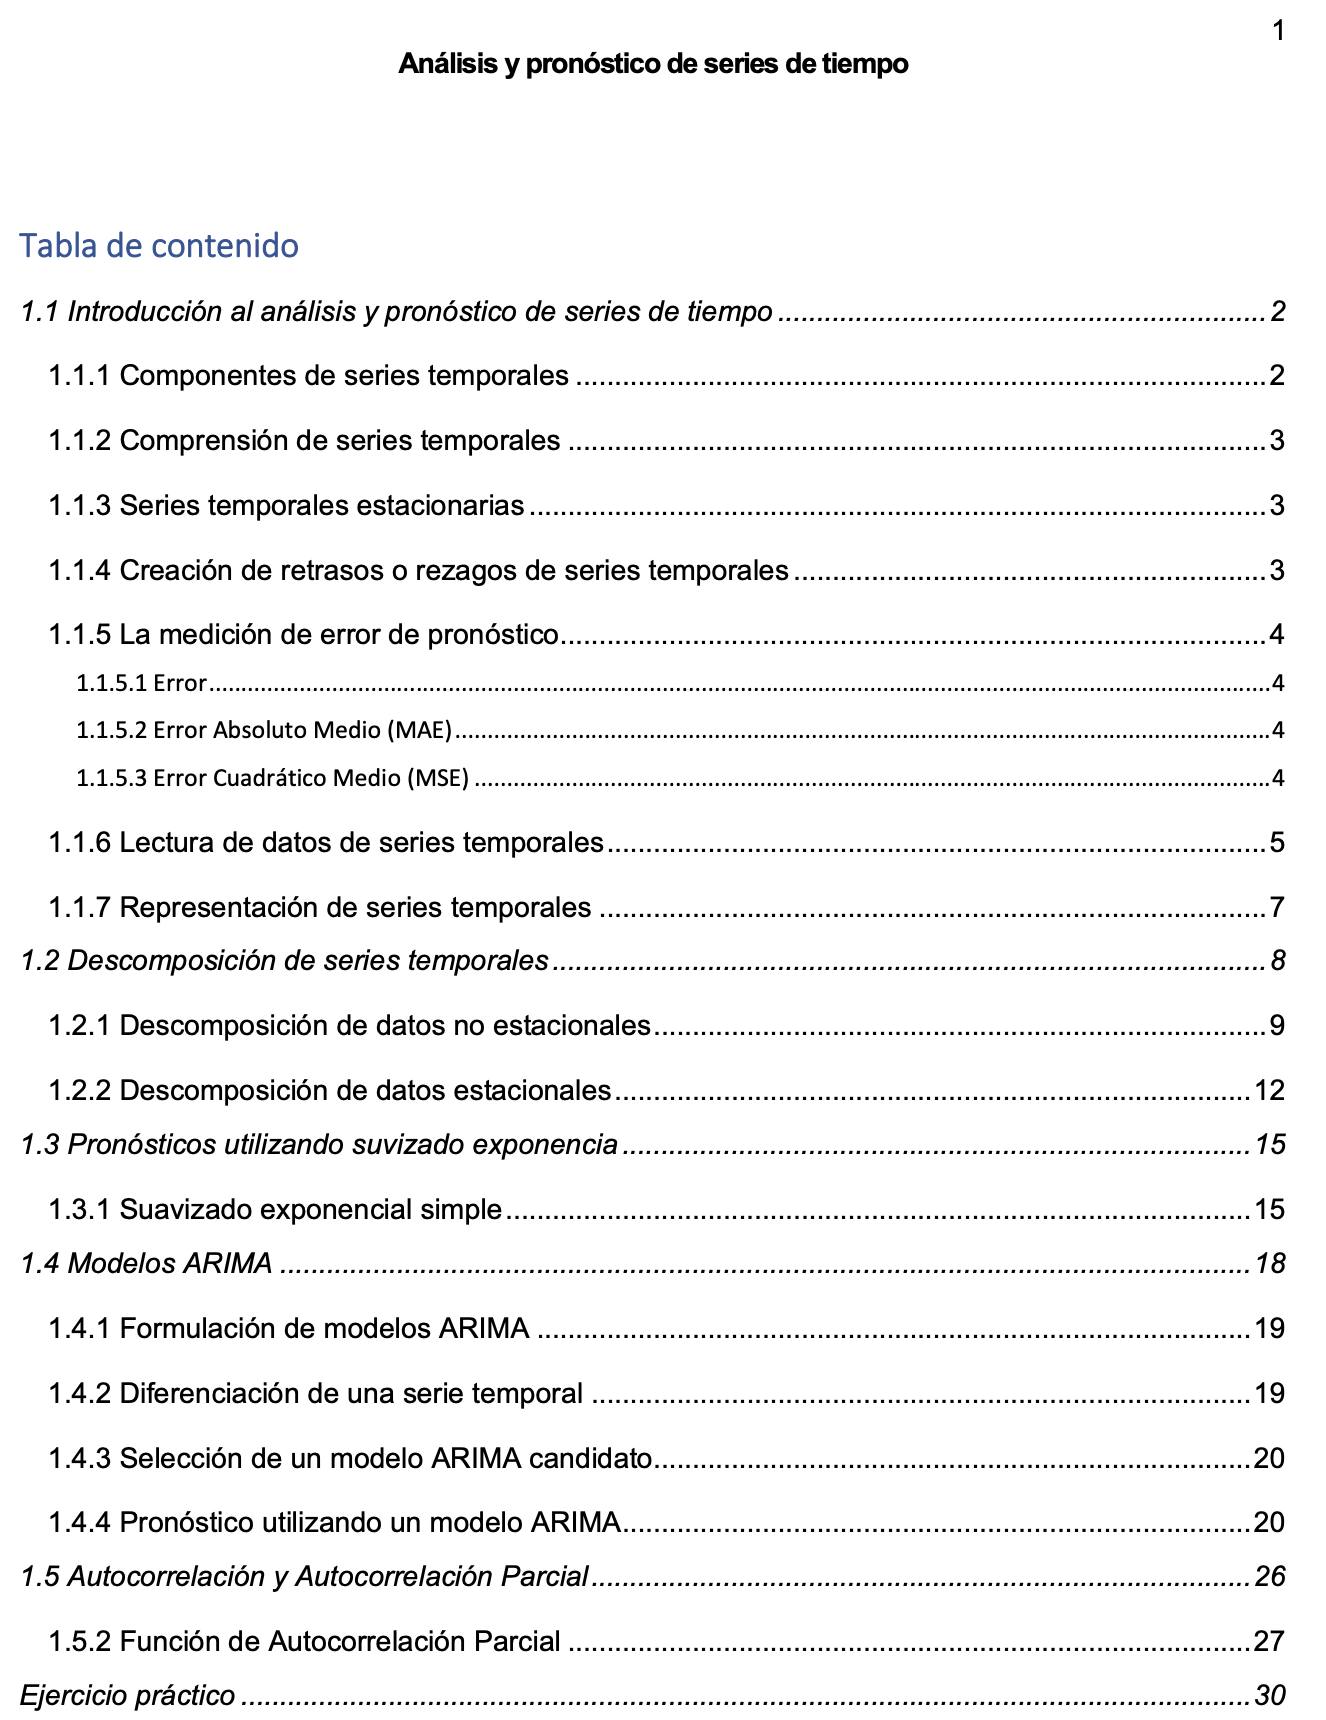 1
Análisis y pronóstico de series de tiempo
Tabla de contenido
1.1 Introducción al análisis y pronóstico de series de tiempo ................................................................ 2
1.1.1 Componentes de series temporales ................................................................ 2
1.1.2 Comprensión de series temporales ................................................................ 3
1.1.3 Series temporales estacionarias ................................................................ 3
1.1.4 Creación de retrasos o rezagos de series temporales ................................................................ 3
1.1.5 La medición de error de pronóstico ................................................................ 4
1.1.5.1 Error ................................................................ 4
1.1.5.2 Error Absoluto Medio (MAE) ................................................................ 4
1.1.5.3 Error Cuadrático Medio (MSE) ................................................................ 4
1.1.6 Lectura de datos de series temporales ................................................................ 5
1.1.7 Representación de series temporales ................................................................ 7
1.2 Descomposición de series temporales ................................................................ 8
1.2.1 Descomposición de datos no estacionales ................................................................ 9
1.2.2 Descomposición de datos estacionales ................................................................ 12
1.3 Pronósticos utilizando suvizado exponencia ................................................................ 15
1.3.1 Suavizado exponencial simple ................................................................ 15
1.4 Modelos ARIMA ................................................................ 18
1.4.1 Formulación de modelos ARIMA ................................................................ 19
1.4.2 Diferenciación de una serie temporal ................................................................ 19
1.4.3 Selección de un modelo ARIMA candidato ................................................................ 20
1.4.4 Pronóstico utilizando un modelo ARIMA ................................................................ 20
1.5 Autocorrelación y Autocorrelación Parcial ................................................................ 26
1.5.2 Función de Autocorrelación Parcial ................................................................ 27
Ejercicio práctico ................................................................ 30